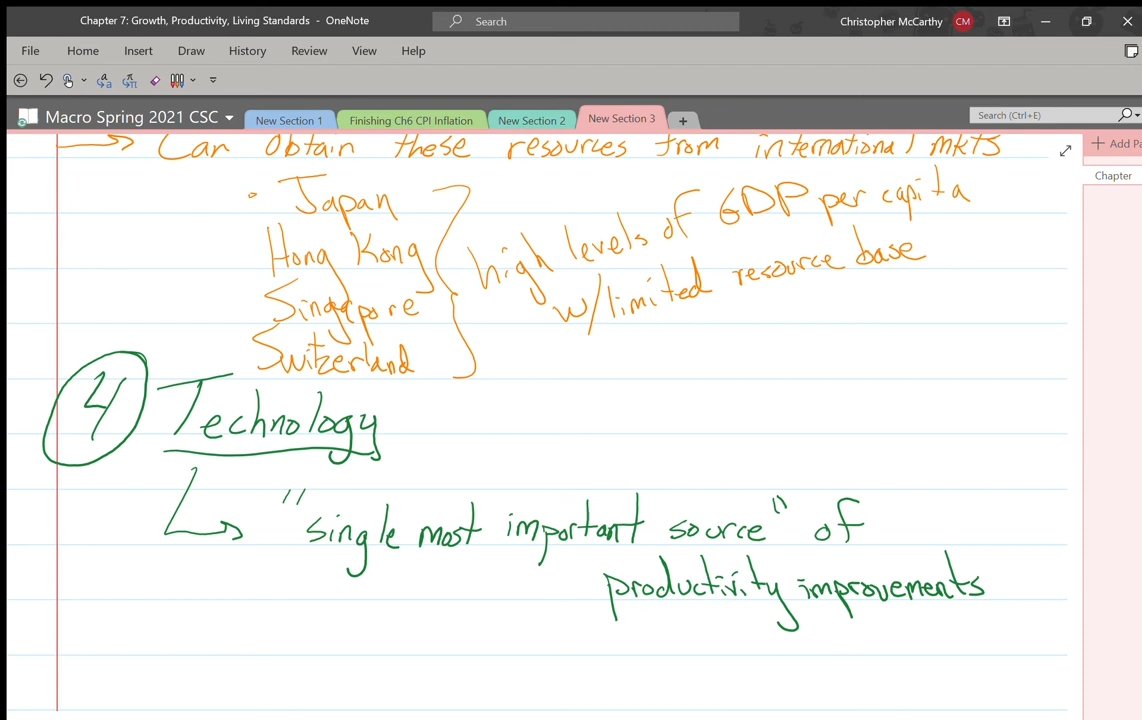 Chapter 7: Growth, Productivity, Living Standards - OneNote
Search
Christopher McCarthy CM
File Home Insert Draw History Review View Help
Macro Spring 2021 CSC New Section 1 Finishing Ch6 CPI Inflation New Section 2 New Section 3 + Search (Ctrl+E)
+ Add Pa
Chapter
Can Obtain these resources from international mkts
• Japan
Hong Kong
Singapore
Switzerland
high levels of GDP per capita
w/limited resource base
4 Technology
"single most important source" of
productivity improvements